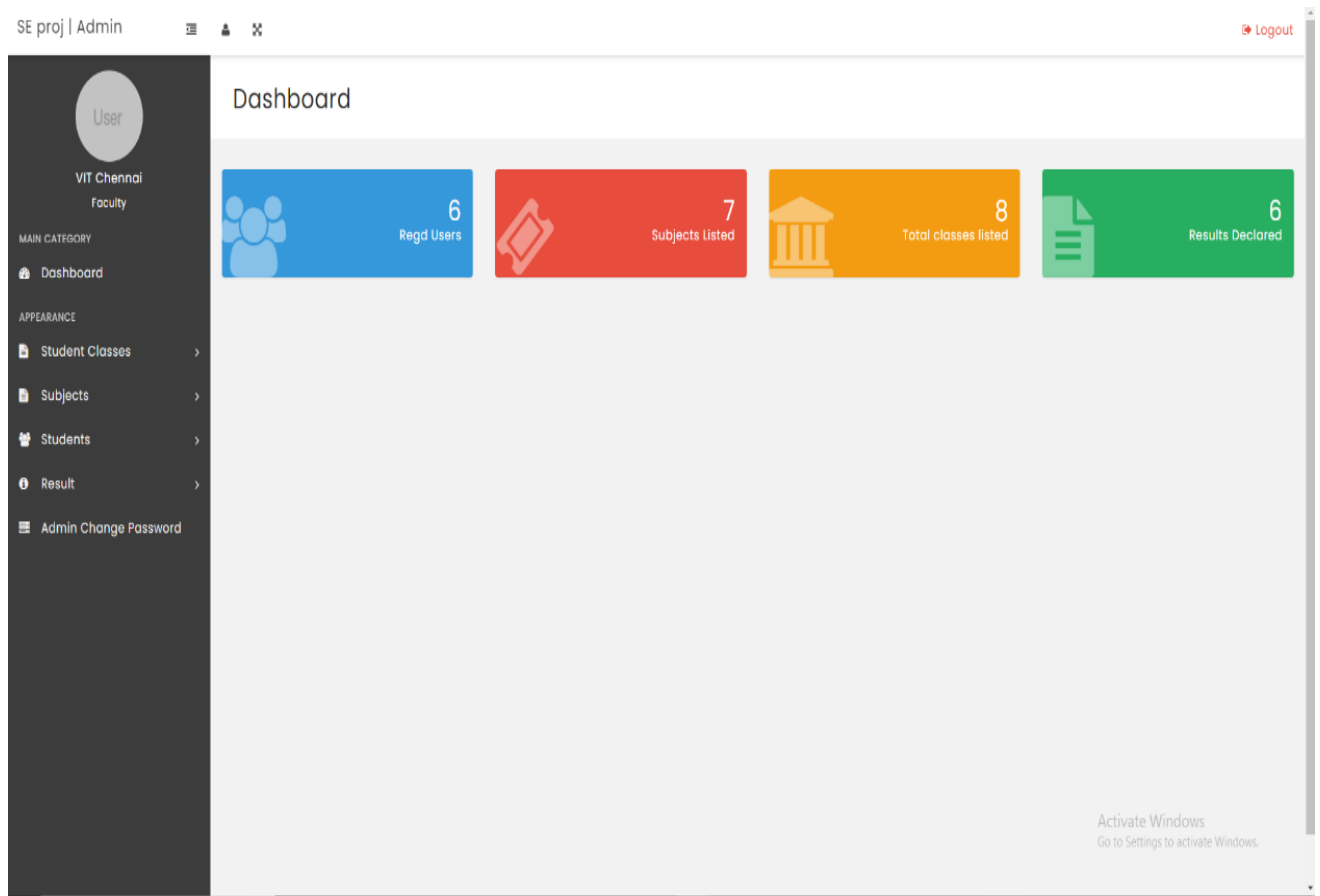 SE proj | Admin
Logout
User
VIT Chennai
Faculty
MAIN CATEGORY
Dashboard
APPEARANCE
Student Classes
Subjects
Students
Result
Admin Change Password
Dashboard
6
Regd Users
7
Subjects Listed
8
Total classes listed
6
Results Declared
Activate Windows
Go to Settings to activate Windows.